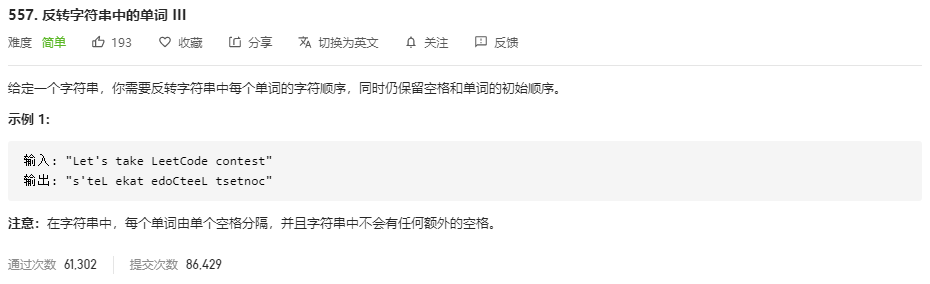 557. 反转字符串中的单词 III
难度 简单 193 收藏 分享 切换为英文 关注 反馈
给定一个字符串，你需要反转字符串中每个单词的字符顺序，同时仍保留空格和单词的初始顺序。
示例 1:
输入: "Let's take LeetCode contest"
输出: "s'teL ekat edoCteeL tsetnoc"
注意：在字符串中，每个单词由单个空格分隔，并且字符串中不会有任何额外的空格。
通过次数 61,302 提交次数 86,429